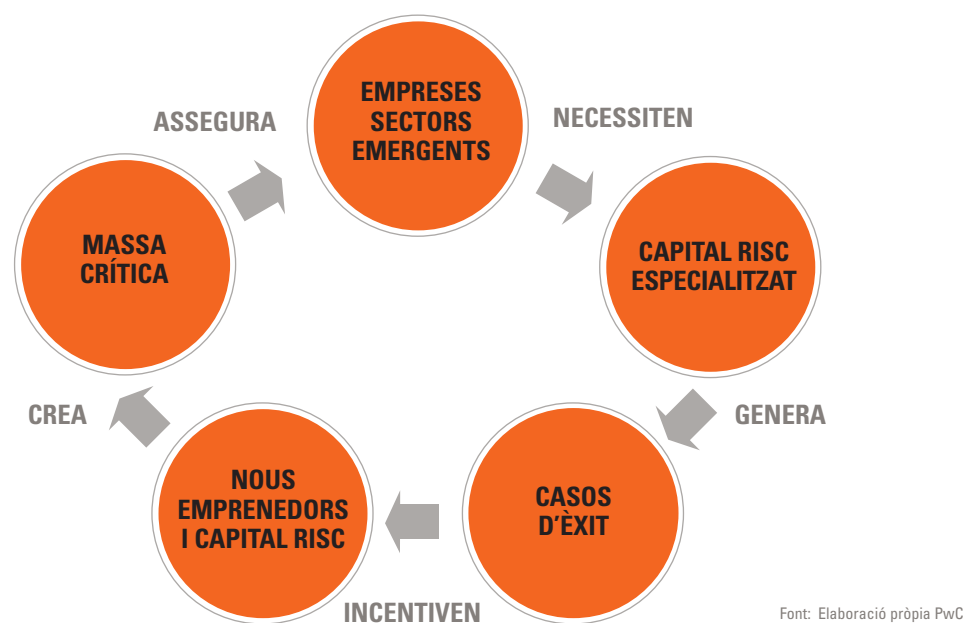 EMPRESES
SECTORS
EMERGENTS
NECESSITEN
CAPITAL RISC
ESPECIALITZAT
GENERA
CASOS
D'ÈXIT
INCENTIVEN
NOUS
EMPRENEDORS
I CAPITAL RISC
CREA
MASSA
CRÍTICA
ASSEGURA
Font: Elaboració pròpia PwC